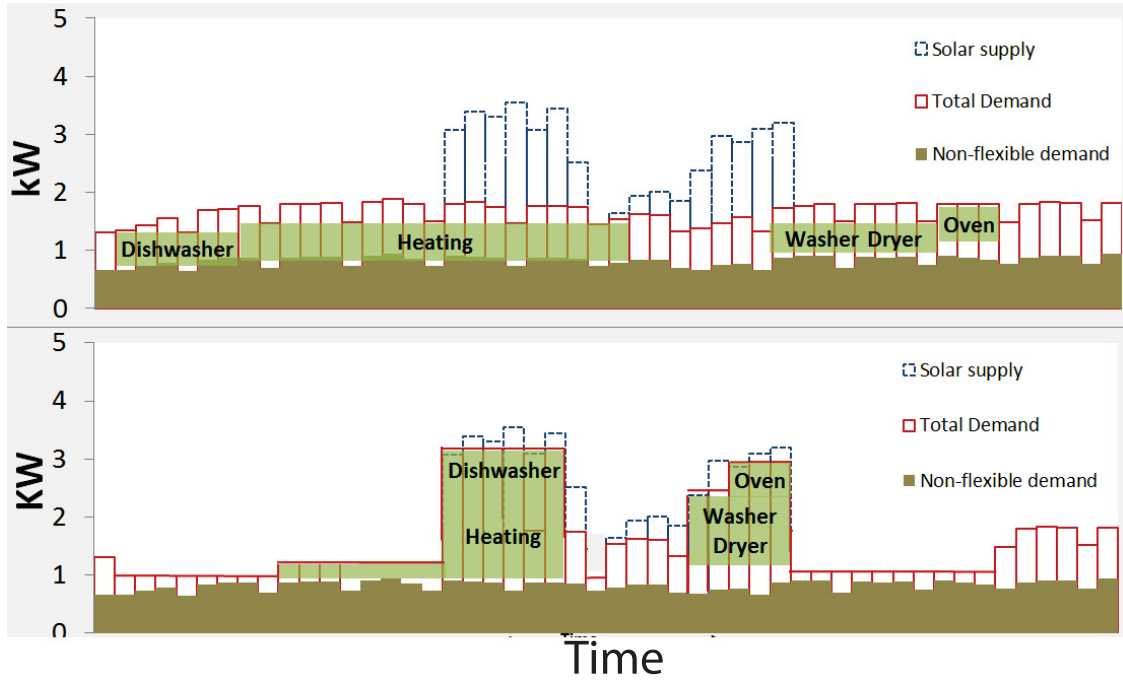 5
4
3
2
1
0
kW
Solar supply
Total Demand
Non-flexible demand
Dishwasher
Heating
Washer Dryer
Oven
5
4
3
2
1
0
KW
Solar supply
Total Demand
Non-flexible demand
Dishwasher
Heating
Oven
Washer
Dryer
Time